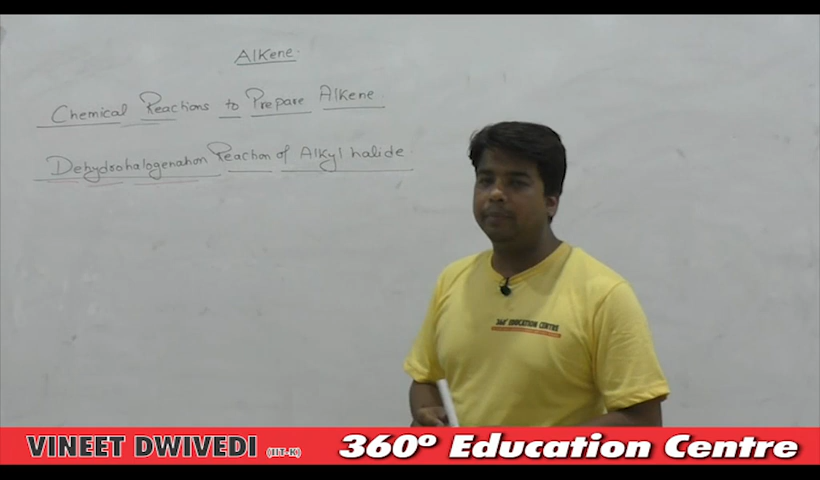 Alkene.
Chemical Reactions to Prepare Alkene.
Dehydrohalogenation Reaction of Alkyl halide.
360° EDUCATION CENTRE
VINEET DWIVEDI (IIT-K) 360º Education Centre